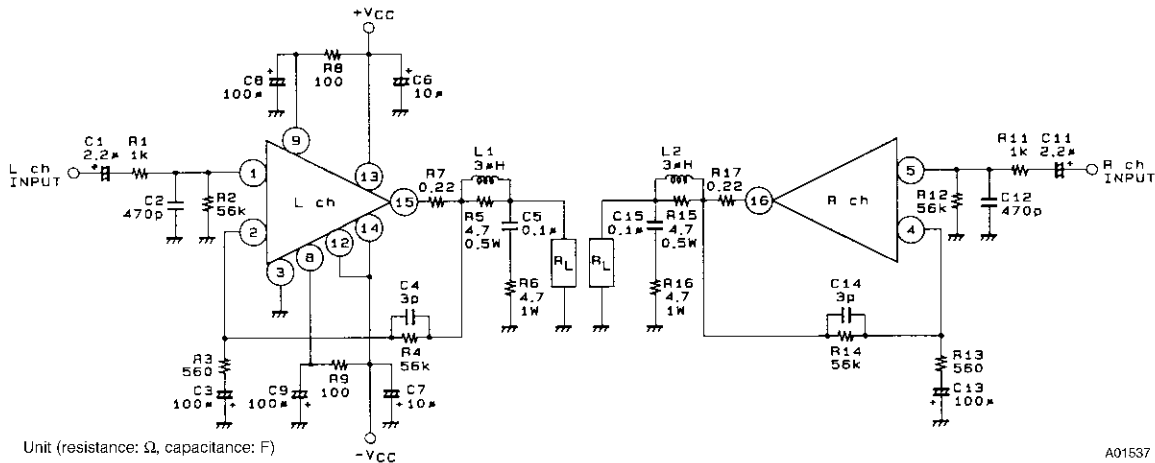 +VCC
C8
100µ
R8
100
C6
10µ
L ch
INPUT
C1
2.2µ
R1
1k
C2
470p
R2
56k
9
1
2
3
8
12
14
13
15
L ch
R7
0.22
L1
3µH
R5
4.7
0.5W
C5
0.1µ
R6
4.7
1W
RL
C4
3p
R4
56k
R3
560
C3
100µ
C9
100µ
R9
100
C7
10µ
-VCC
RL
L2
3µH
R17
0.22
C15
0.1µ
R15
4.7
0.5W
R16
4.7
1W
16
R ch
5
4
R12
56k
R11
1k
C11
2.2µ
R ch
INPUT
C12
470p
C14
3p
R14
56k
R13
560
C13
100µ
Unit (resistance: Ω, capacitance: F)
A01537